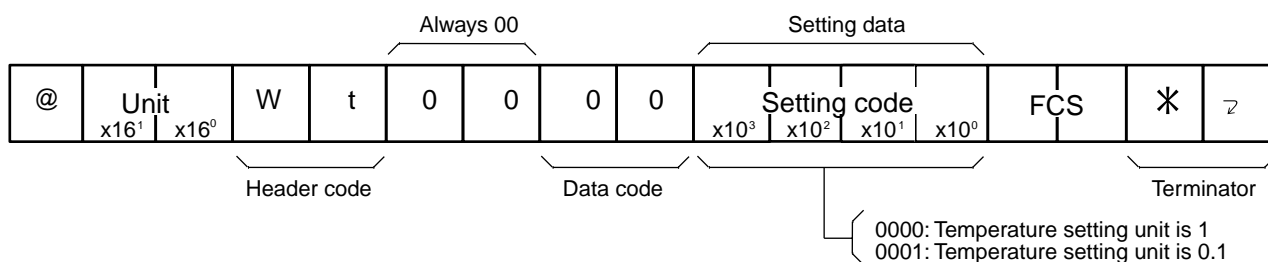 Always 00 Setting data
@ Unit W t 0 0 0 0 Setting code FCS *
x16¹ x16⁰ x10³ x10² x10¹ x10⁰
Header code Data code Terminator
0000: Temperature setting unit is 1
0001: Temperature setting unit is 0.1